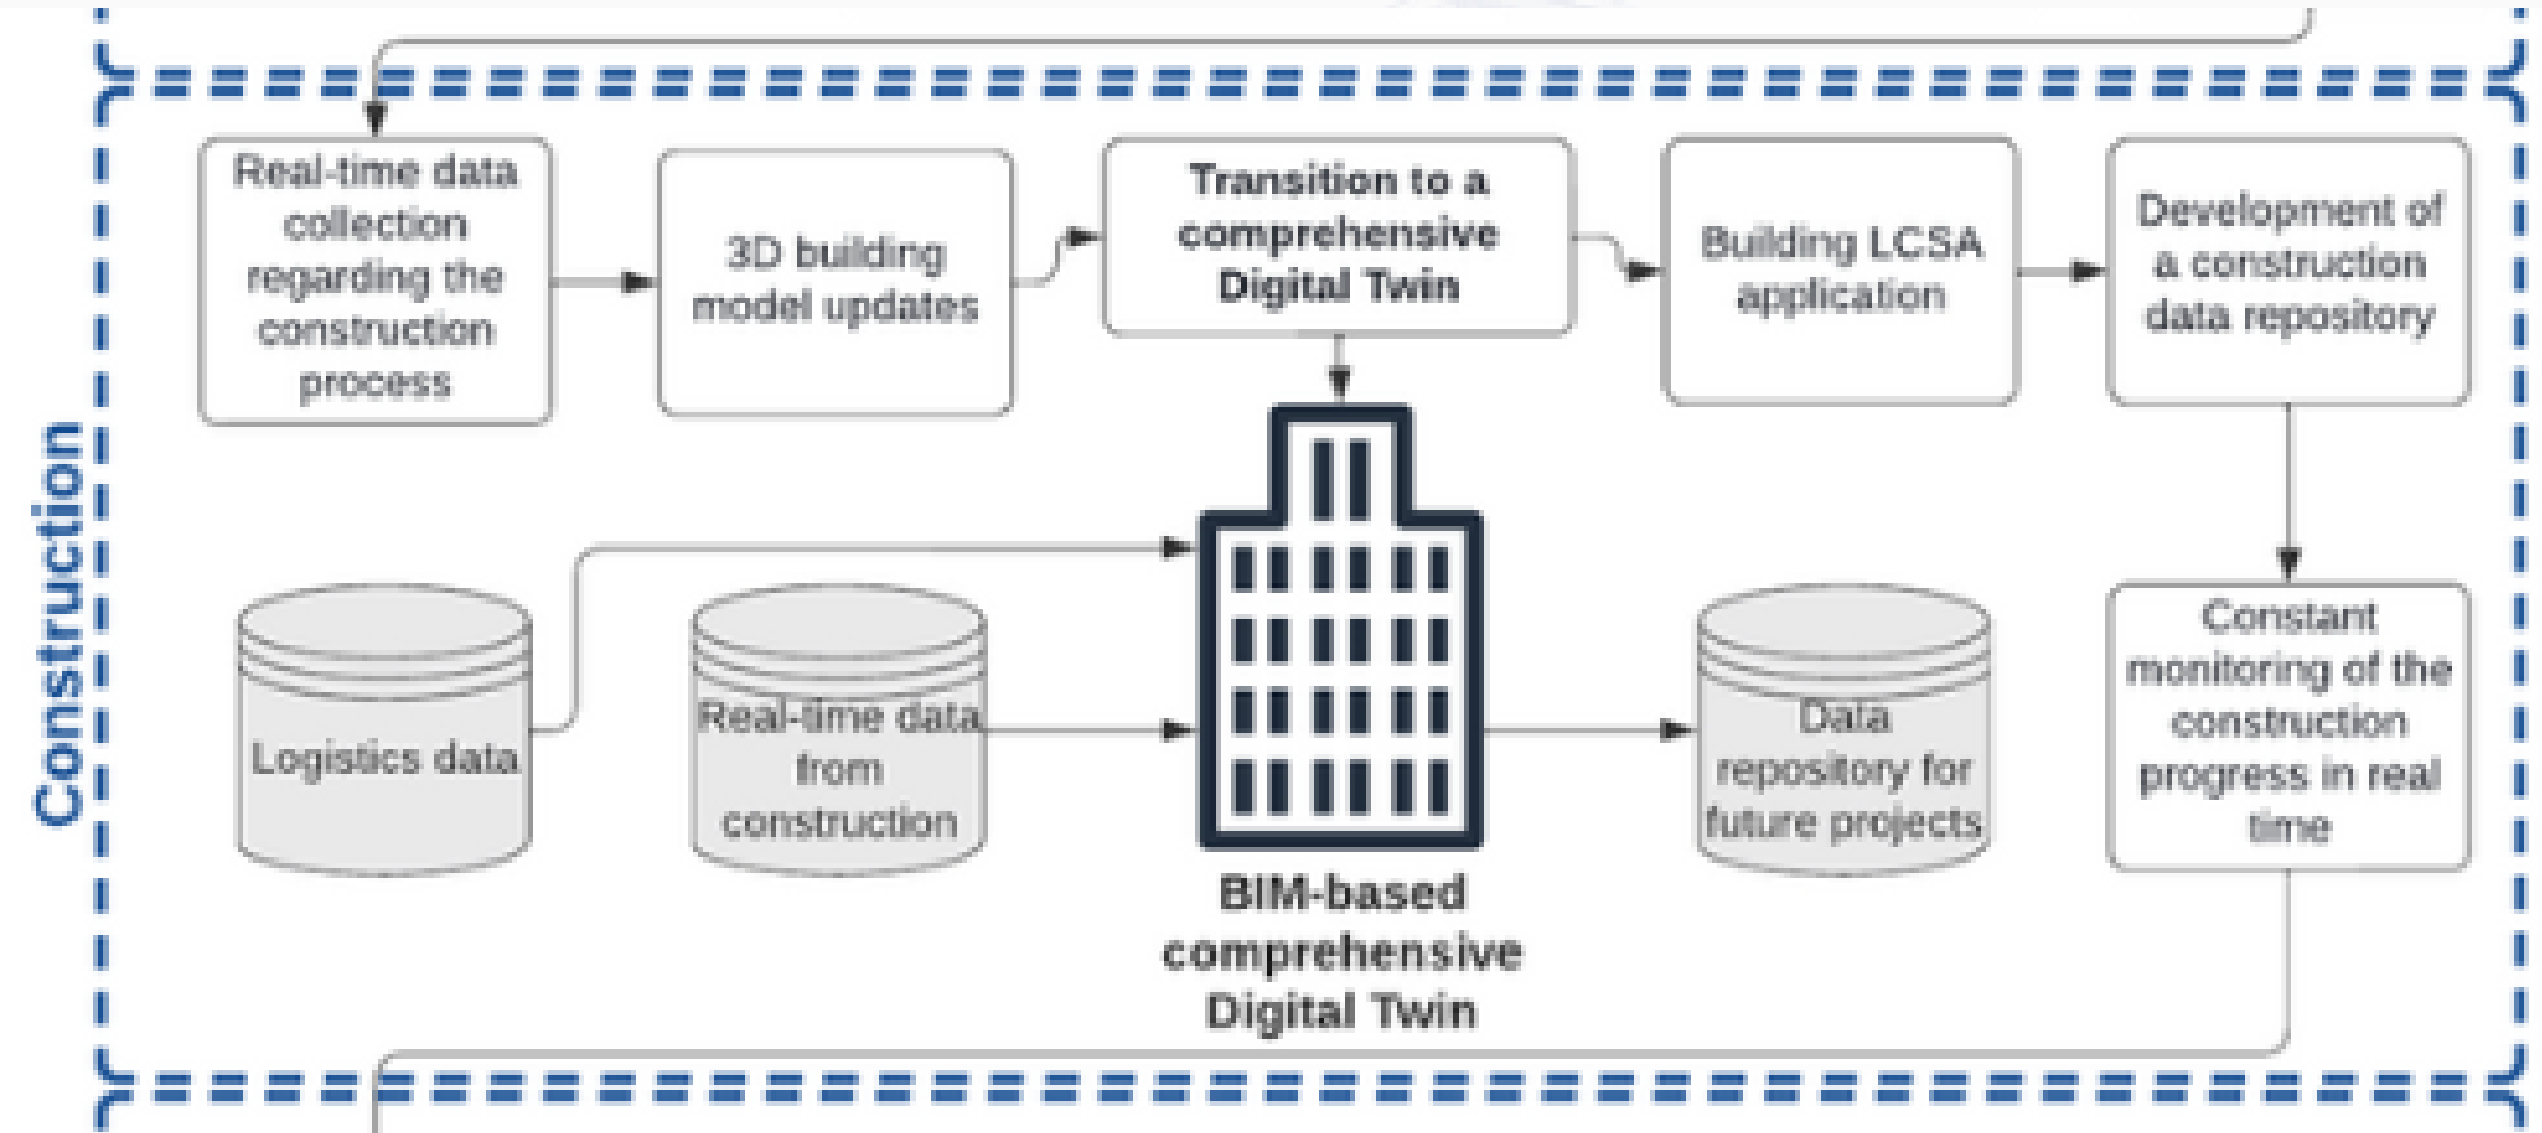 Construction
Real-time data
collection
regarding the
construction
process
3D building
model updates
Transition to a
comprehensive
Digital Twin
Building LCSA
application
Development of
a construction
data repository
Logistics data
Real-time data
from
construction
BIM-based
comprehensive
Digital Twin
Data
repository for
future projects
Constant
monitoring of the
construction
progress in real
time